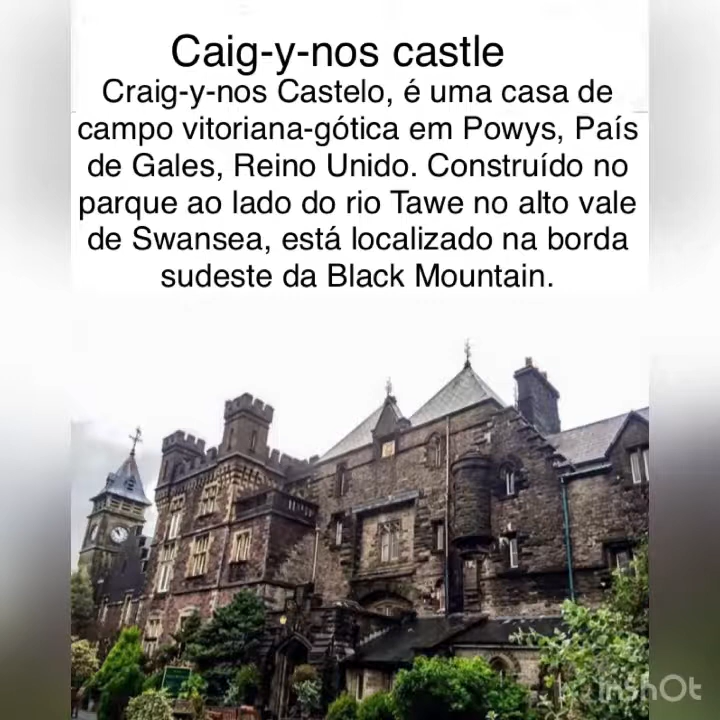 Caig-y-nos castle
Craig-y-nos Castelo, é uma casa de
campo vitoriana-gótica em Powys, País
de Gales, Reino Unido. Construído no
parque ao lado do rio Tawe no alto vale
de Swansea, está localizado na borda
sudeste da Black Mountain.
InShOt